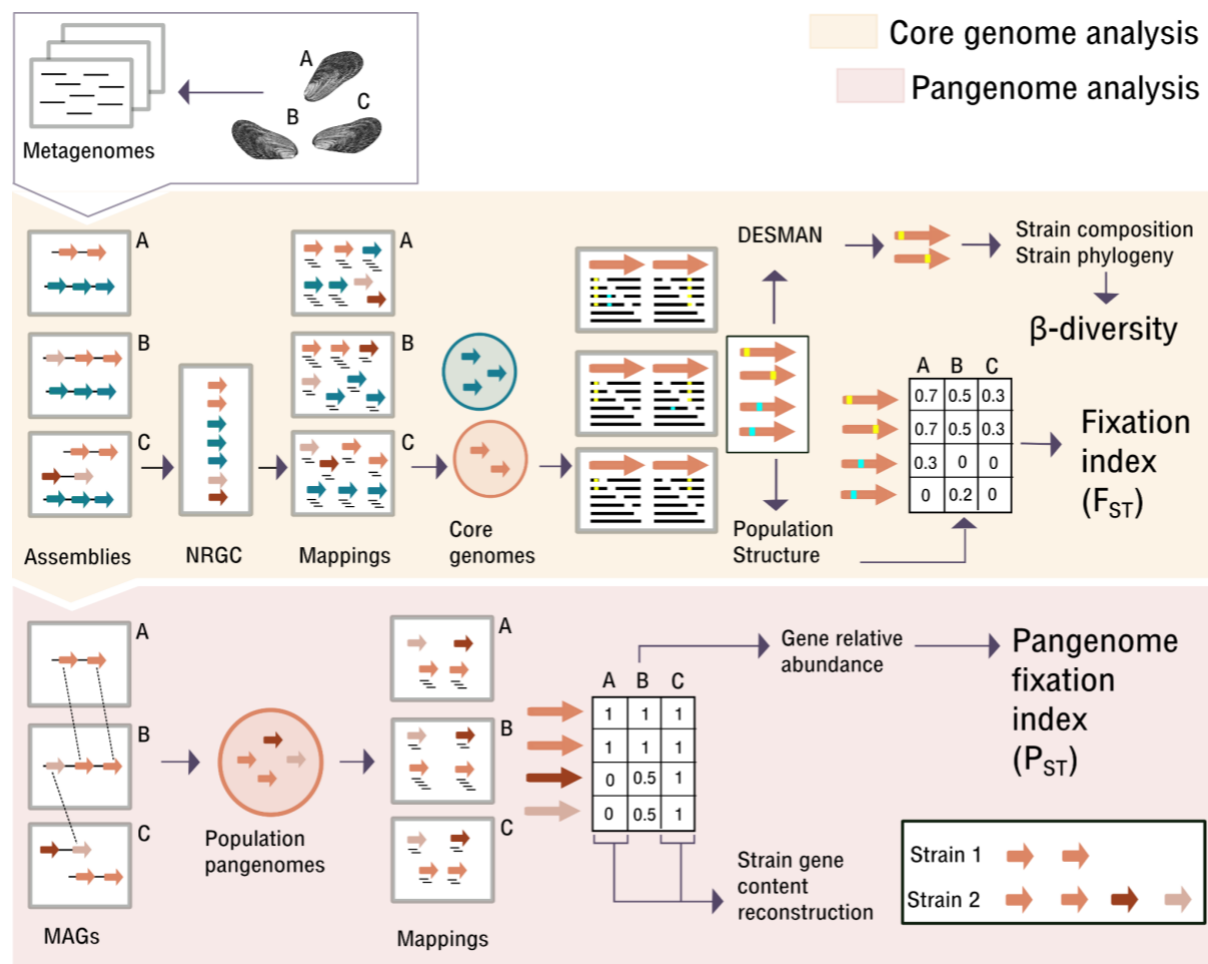 Core genome analysis
Pangenome analysis
A
B
C
Metagenomes
A
B
C
Assemblies
NRGC
A
B
C
Mappings
Core
genomes
DESMAN
Strain composition
Strain phylogeny
β-diversity
Population
Structure
A B C
0.7 0.5 0.3
0.7 0.5 0.3
0.3 0 0
0 0.2 0
Fixation
index
(FST)
A
B
C
MAGs
Population
pangenomes
A
B
C
Mappings
A B C
1 1 1
1 1 1
0 0.5 1
0 0.5 1
Gene relative
abundance
Pangenome
fixation
index
(PST)
Strain gene
content
reconstruction
Strain 1
Strain 2